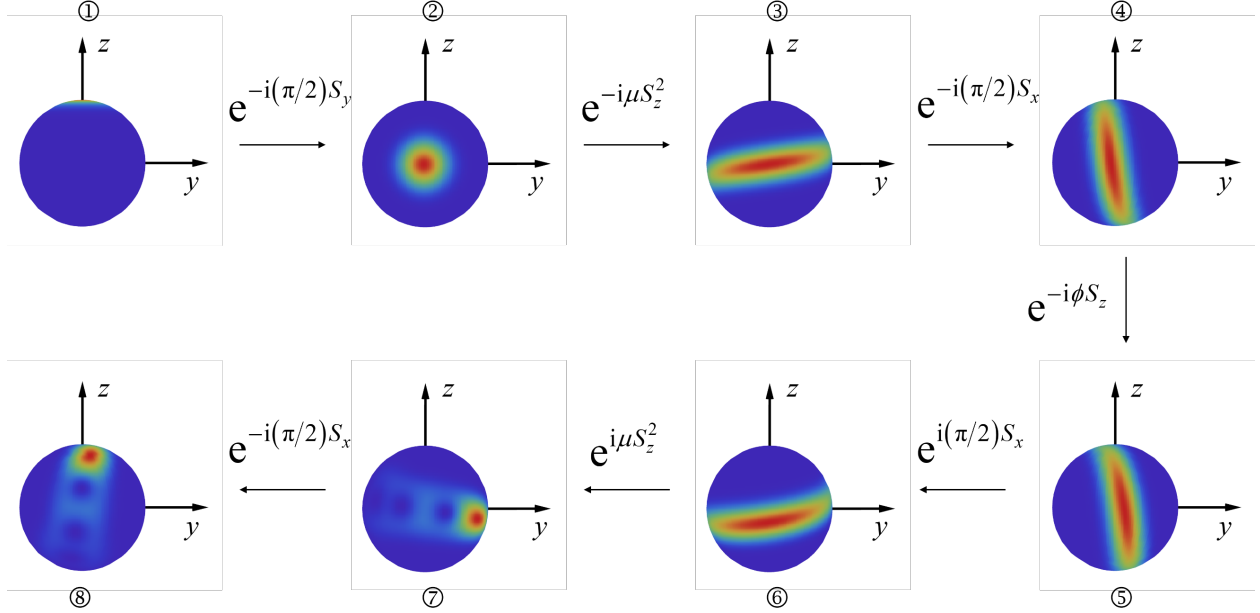 ① ② ③ ④
z z z z
e^{-i(π/2)S_y} e^{-iμS_z^2} e^{-i(π/2)S_x}
y y y y
e^{-iϕS_z}
z z z z
e^{-i(π/2)S_x} e^{iμS_z^2} e^{i(π/2)S_x}
y y y y
⑧ ⑦ ⑥ ⑤